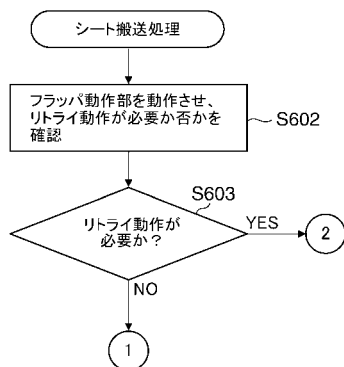 シート搬送処理
フラッパ動作部を動作させ、
リトライ動作が必要か否かを
確認
S602
S603
リトライ動作が
必要か？
YES
2
NO
1